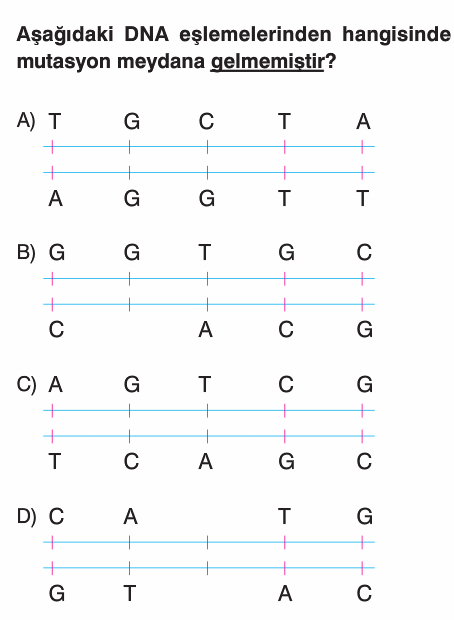 Aşağıdaki DNA eşlemelerinden hangisinde
mutasyon meydana gelmemiştir?
A) T G C T A
A G G T T
B) G G T G C
C A C G
C) A G T C G
T C A G C
D) C A T G
G T A C